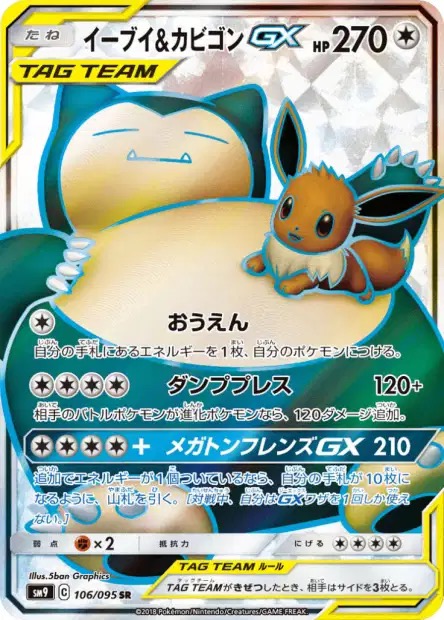 たね イーブイ&カビゴンGX HP270
TAG TEAM
おうえん
自分の手札にあるエネルギーを1枚、自分のポケモンにつける。
ダンププレス 120+
相手のバトルポケモンが進化ポケモンなら、120ダメージ追加。
+ メガトンフレンズGX 210
追加でエネルギーが1個ついているなら、自分の手札が10枚に
なるように、山札を引く。[対戦中、自分はGXワザを1回しか使え
ない。]
弱点 ×2 抵抗力 にげる
Illus.5ban Graphics
TAG TEAM ルール
TAG TEAMがきぜつしたとき、相手はサイドを3枚とる。
SM9 C 106/095 SR
©2018 Pokémon/Nintendo/Creatures/GAME FREAK.